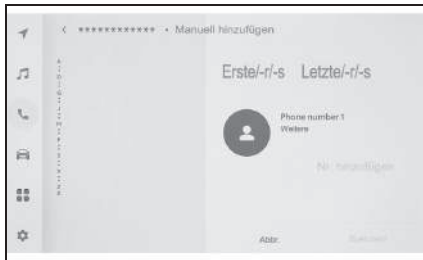 ************ • Manuell hinzufügen
Erste/-r/-s Letzte/-r/-s
Phone number 1
Weitere
Nr. hinzufügen
Abbr.